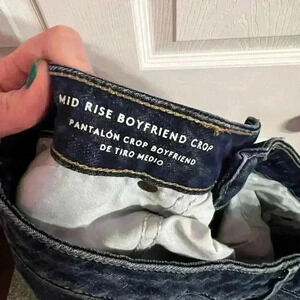 MID RISE BOYFRIEND CROP
PANTALÓN CROP BOYFRIEND
DE TIRO MEDIO